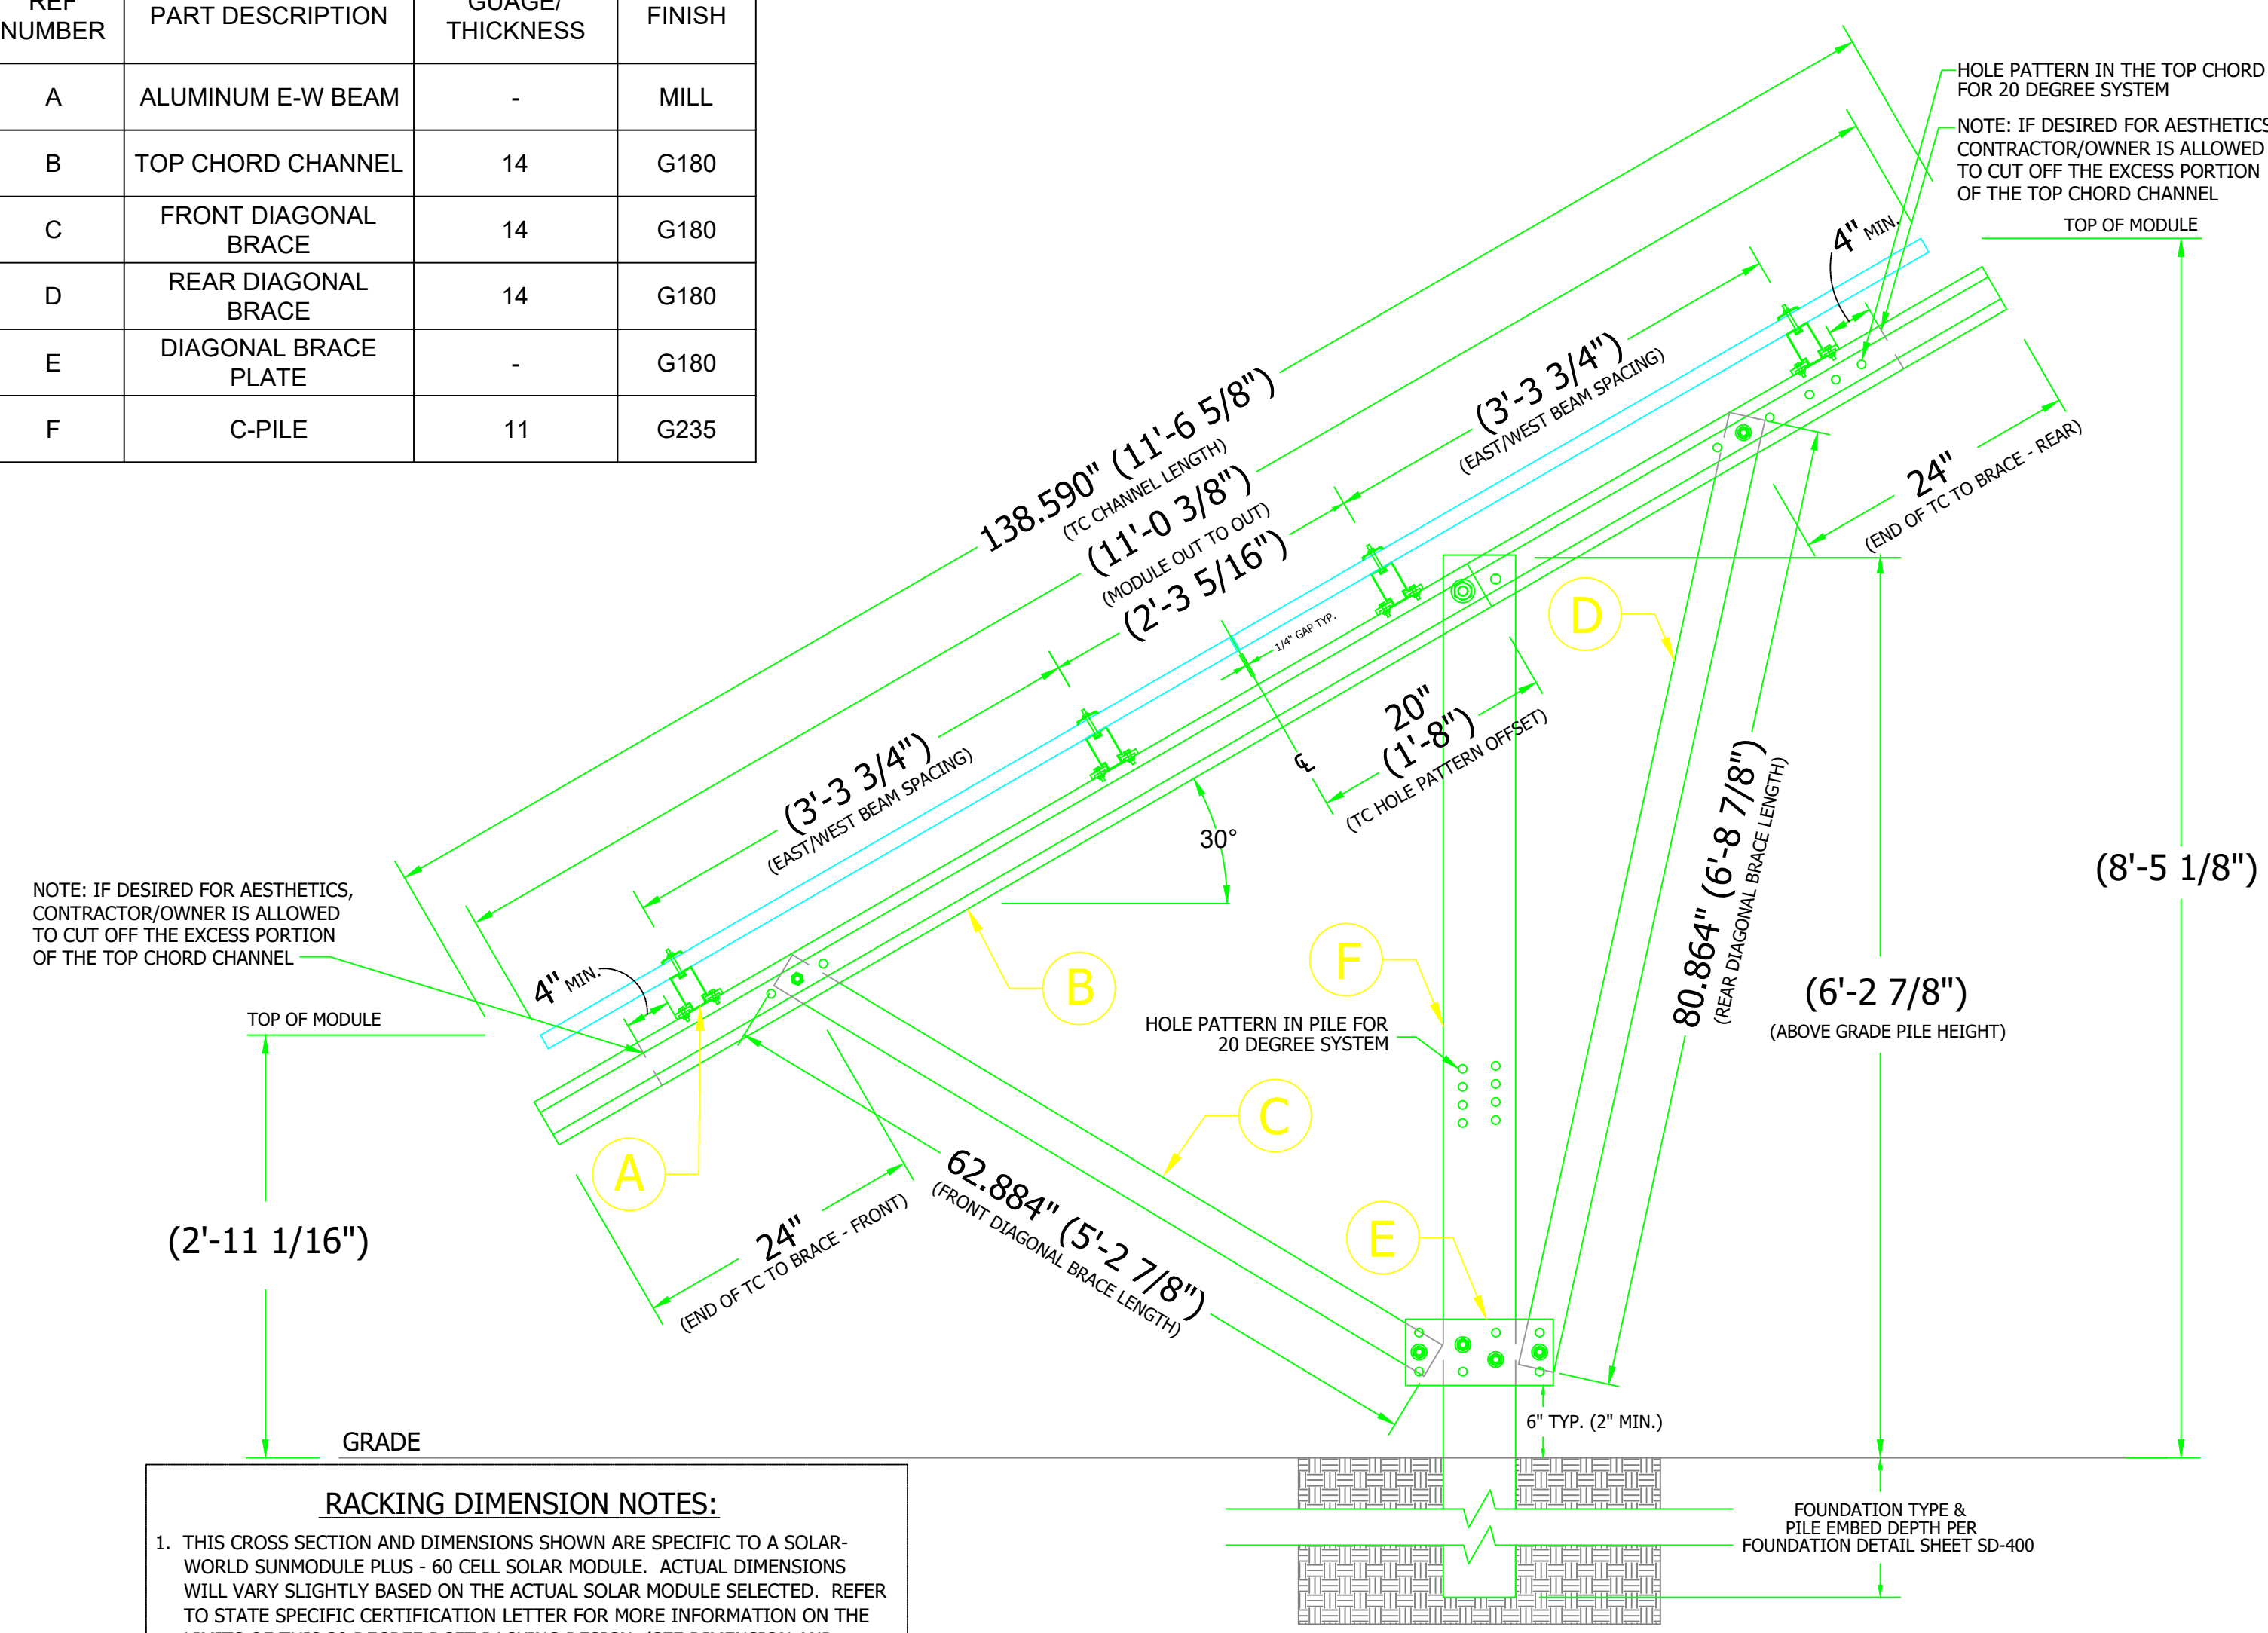 REF NUMBER
PART DESCRIPTION
GUAGE/ THICKNESS
FINISH
A
ALUMINUM E-W BEAM
-
MILL
B
TOP CHORD CHANNEL
14
G180
C
FRONT DIAGONAL
BRACE
14
G180
D
REAR DIAGONAL
BRACE
14
G180
E
DIAGONAL BRACE
PLATE
-
G180
F
C-PILE
11
G235
HOLE PATTERN IN THE TOP CHORD
FOR 20 DEGREE SYSTEM
NOTE: IF DESIRED FOR AESTHETICS
CONTRACTOR/OWNER IS ALLOWED
TO CUT OFF THE EXCESS PORTION
OF THE TOP CHORD CHANNEL
TOP OF MODULE
4" MIN.
138.590" (11'-6 5/8")
(TC CHANNEL LENGTH)
(11'-0 3/8")
(MODULE OUT TO OUT)
(2'-3 5/16")
(3'-3 3/4")
(EAST/WEST BEAM SPACING)
24"
(END OF TC TO BRACE - REAR)
1/4" GAP TYP.
D
20"
(1'-8")
(TC HOLE PATTERN OFFSET)
℄
(3'-3 3/4")
(EAST/WEST BEAM SPACING)
30°
80.864" (6'-8 7/8")
(REAR DIAGONAL BRACE LENGTH)
(8'-5 1/8")
NOTE: IF DESIRED FOR AESTHETICS,
CONTRACTOR/OWNER IS ALLOWED
TO CUT OFF THE EXCESS PORTION
OF THE TOP CHORD CHANNEL
4" MIN.
TOP OF MODULE
B
F
HOLE PATTERN IN PILE FOR
20 DEGREE SYSTEM
(6'-2 7/8")
(ABOVE GRADE PILE HEIGHT)
C
A
(2'-11 1/16")
24"
(END OF TC TO BRACE - FRONT)
62.884" (5'-2 7/8")
(FRONT DIAGONAL BRACE LENGTH)
E
6" TYP. (2" MIN.)
GRADE
FOUNDATION TYPE &
PILE EMBED DEPTH PER
FOUNDATION DETAIL SHEET SD-400
RACKING DIMENSION NOTES:
1. THIS CROSS SECTION AND DIMENSIONS SHOWN ARE SPECIFIC TO A SOLAR-
WORLD SUNMODULE PLUS - 60 CELL SOLAR MODULE. ACTUAL DIMENSIONS
WILL VARY SLIGHTLY BASED ON THE ACTUAL SOLAR MODULE SELECTED. REFER
TO STATE SPECIFIC CERTIFICATION LETTER FOR MORE INFORMATION ON THE